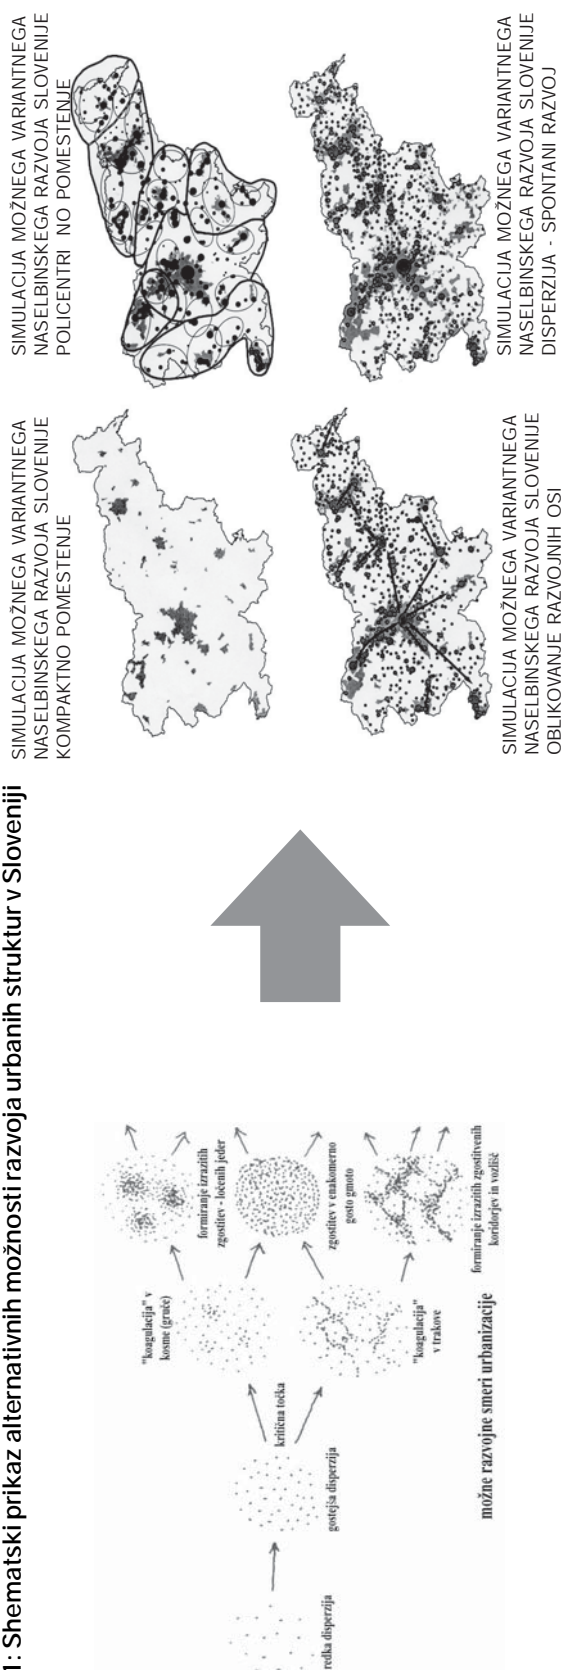 1: Shematski prikaz alternativnih možnosti razvoja urbanih struktur v Sloveniji
redka disperzija
gostejša disperzija
kritična točka
"koagulacija" v
kosme (gruče)
"koagulacija"
v trakove
formiranje izrazitih
zgostitev - ločenih jeder
zgostitev v enakomerno
gosto gmoto
formiranje izrazitih zgostitvenih
koridorjev in vozlišč
možne razvojne smeri urbanizacije
SIMULACIJA MOŽNEGA VARIANTNEGA
NASELBINSKEGA RAZVOJA SLOVENIJE
KOMPAKTNO POMESTENJE
SIMULACIJA MOŽNEGA VARIANTNEGA
NASELBINSKEGA RAZVOJA SLOVENIJE
POLICENTRI NO POMESTENJE
SIMULACIJA MOŽNEGA VARIANTNEGA
NASELBINSKEGA RAZVOJA SLOVENIJE
OBLIKOVANJE RAZVOJNIH OSI
SIMULACIJA MOŽNEGA VARIANTNEGA
NASELBINSKEGA RAZVOJA SLOVENIJE
DISPERZIJA - SPONTANI RAZVOJ